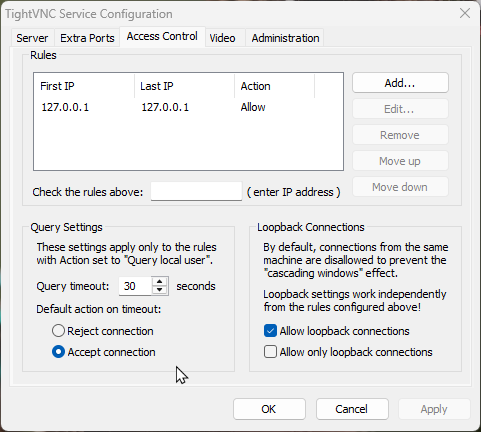 TightVNC Service Configuration
Server Extra Ports Access Control Video Administration
Rules
First IP Last IP Action
127.0.0.1 127.0.0.1 Allow
Add...
Edit...
Remove
Move up
Move down
Check the rules above: ( enter IP address )
Query Settings
These settings apply only to the rules
with Action set to "Query local user".
Query timeout: 30 seconds
Default action on timeout:
Reject connection
Accept connection
Loopback Connections
By default, connections from the same
machine are disallowed to prevent the
"cascading windows" effect.
Loopback settings work independently
from the rules configured above!
Allow loopback connections
Allow only loopback connections
OK Cancel Apply